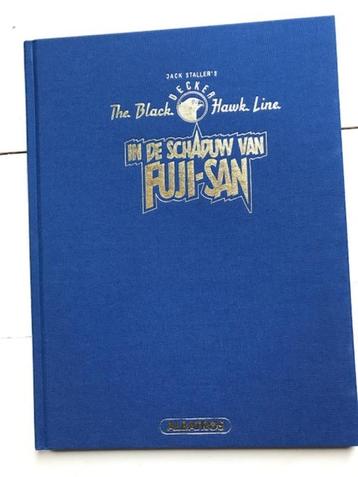 JACK STALLER'S
DECKER
The Black Hawk Line
IN DE SCHADUW VAN
FUJI-SAN
ALBATROS